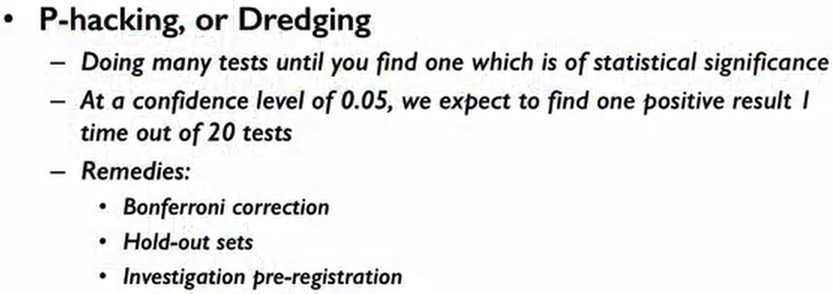 • P-hacking, or Dredging
– Doing many tests until you find one which is of statistical significance
– At a confidence level of 0.05, we expect to find one positive result 1
time out of 20 tests
– Remedies:
• Bonferroni correction
• Hold-out sets
• Investigation pre-registration